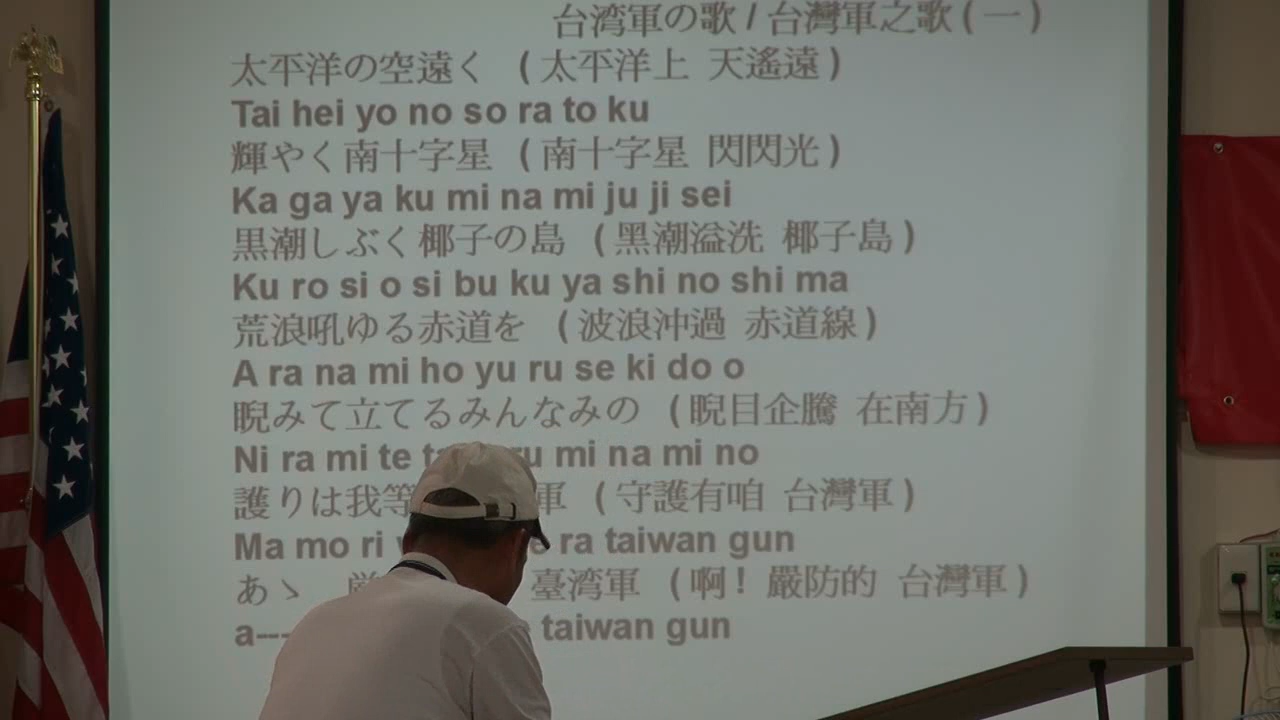 台湾軍の歌 / 台灣軍之歌 ( 一 )
太平洋の空遠く ( 太平洋上 天遙遠 )
Tai hei yo no so ra to ku
輝やく南十字星 ( 南十字星 閃閃光 )
Ka ga ya ku mi na mi ju ji sei
黒潮しぶく椰子の島 ( 黑潮溢洗 椰子島 )
Ku ro si o si bu ku ya shi no shi ma
荒浪吼ゆる赤道を ( 波浪沖過 赤道線 )
A ra na mi ho yu ru se ki do o
睨みて立てるみんなみの ( 睨目企騰 在南方 )
Ni ra mi te ru mi na mi no
護りは我等 軍 ( 守護有咱 台灣軍 )
Ma mo ri ra taiwan gun
あゝ 臺湾軍 ( 啊! 嚴防的 台灣軍 )
a--- taiwan gun